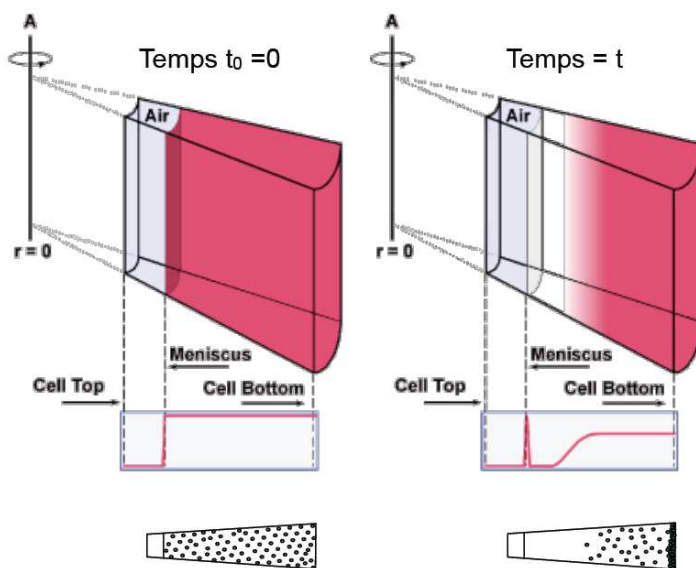 A
Temps t₀ =0
Air
r = 0
Meniscus
Cell Top
Cell Bottom
A
Temps = t
Air
r = 0
Meniscus
Cell Top
Cell Bottom